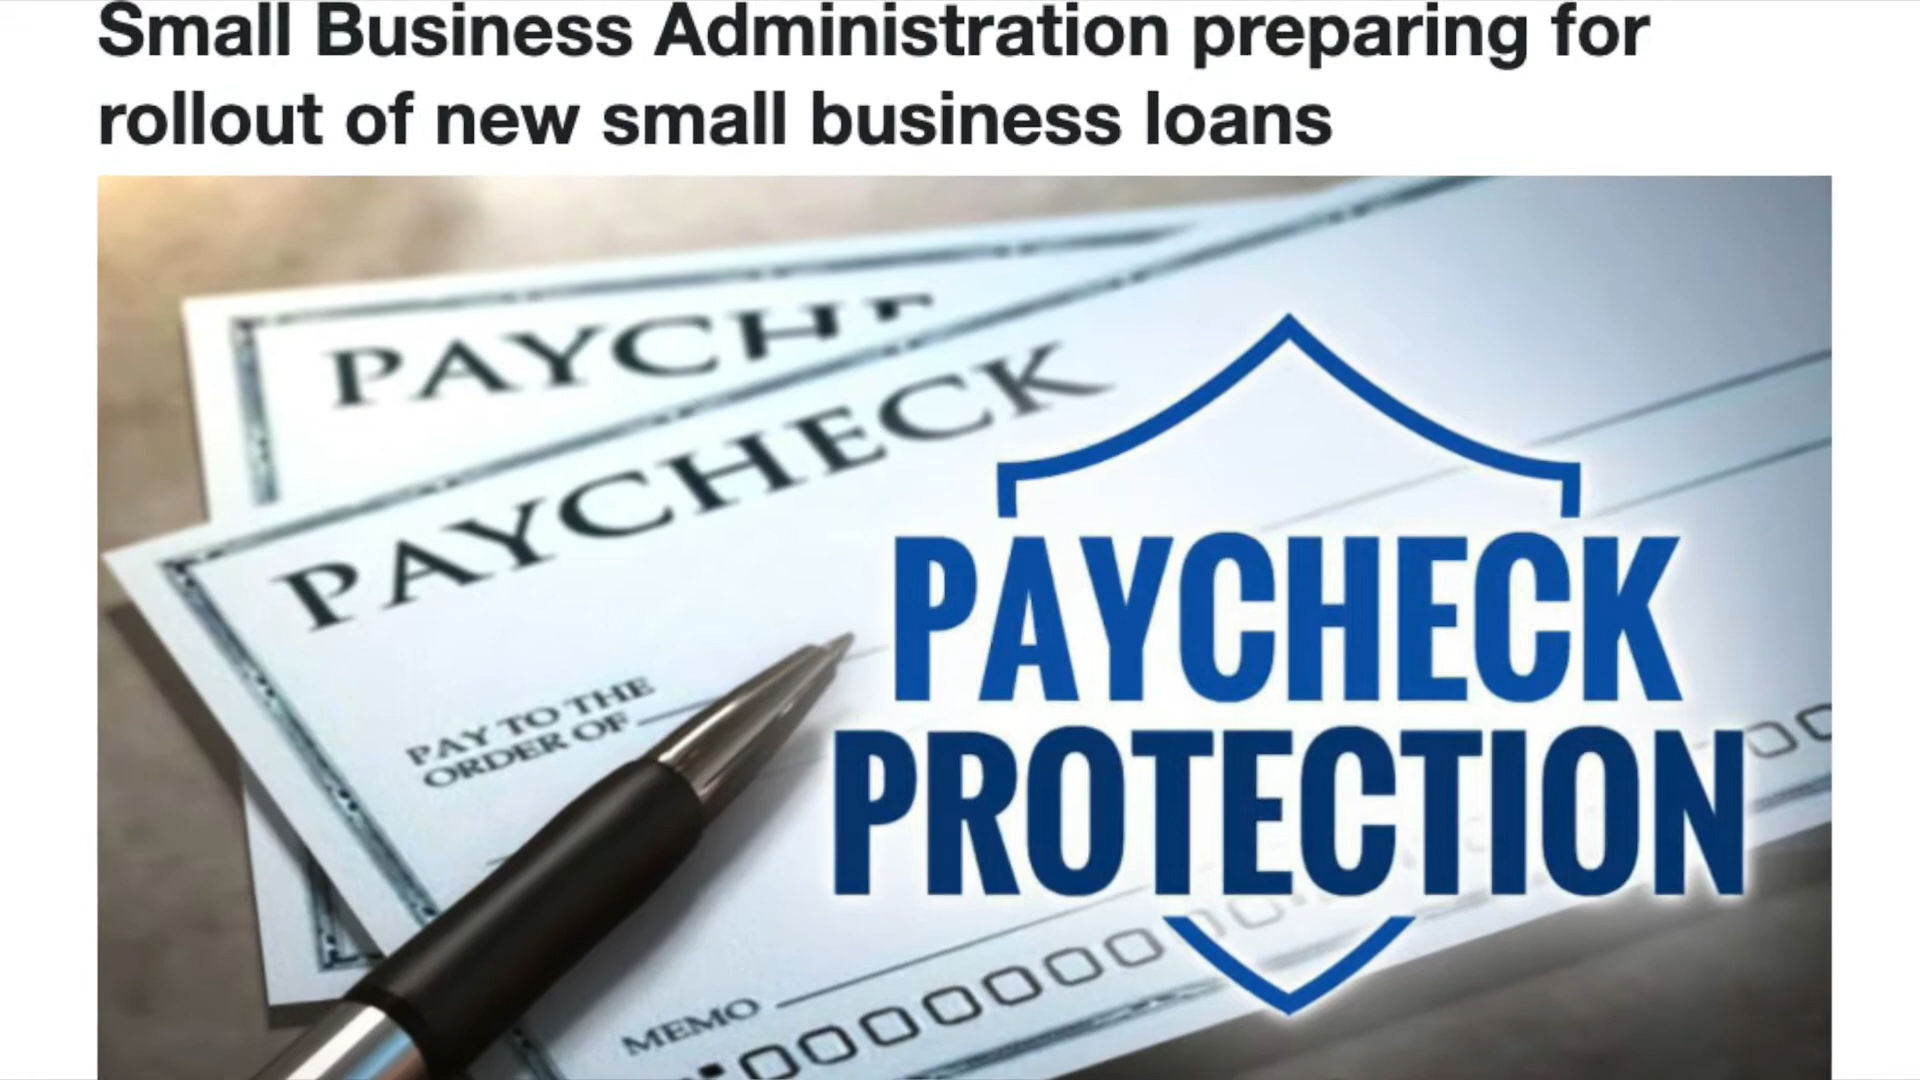 Small Business Administration preparing for
rollout of new small business loans
PAYCH
PAYCHECK
PAY TO THE
ORDER OF
PAYCHECK
PROTECTION
MEMO